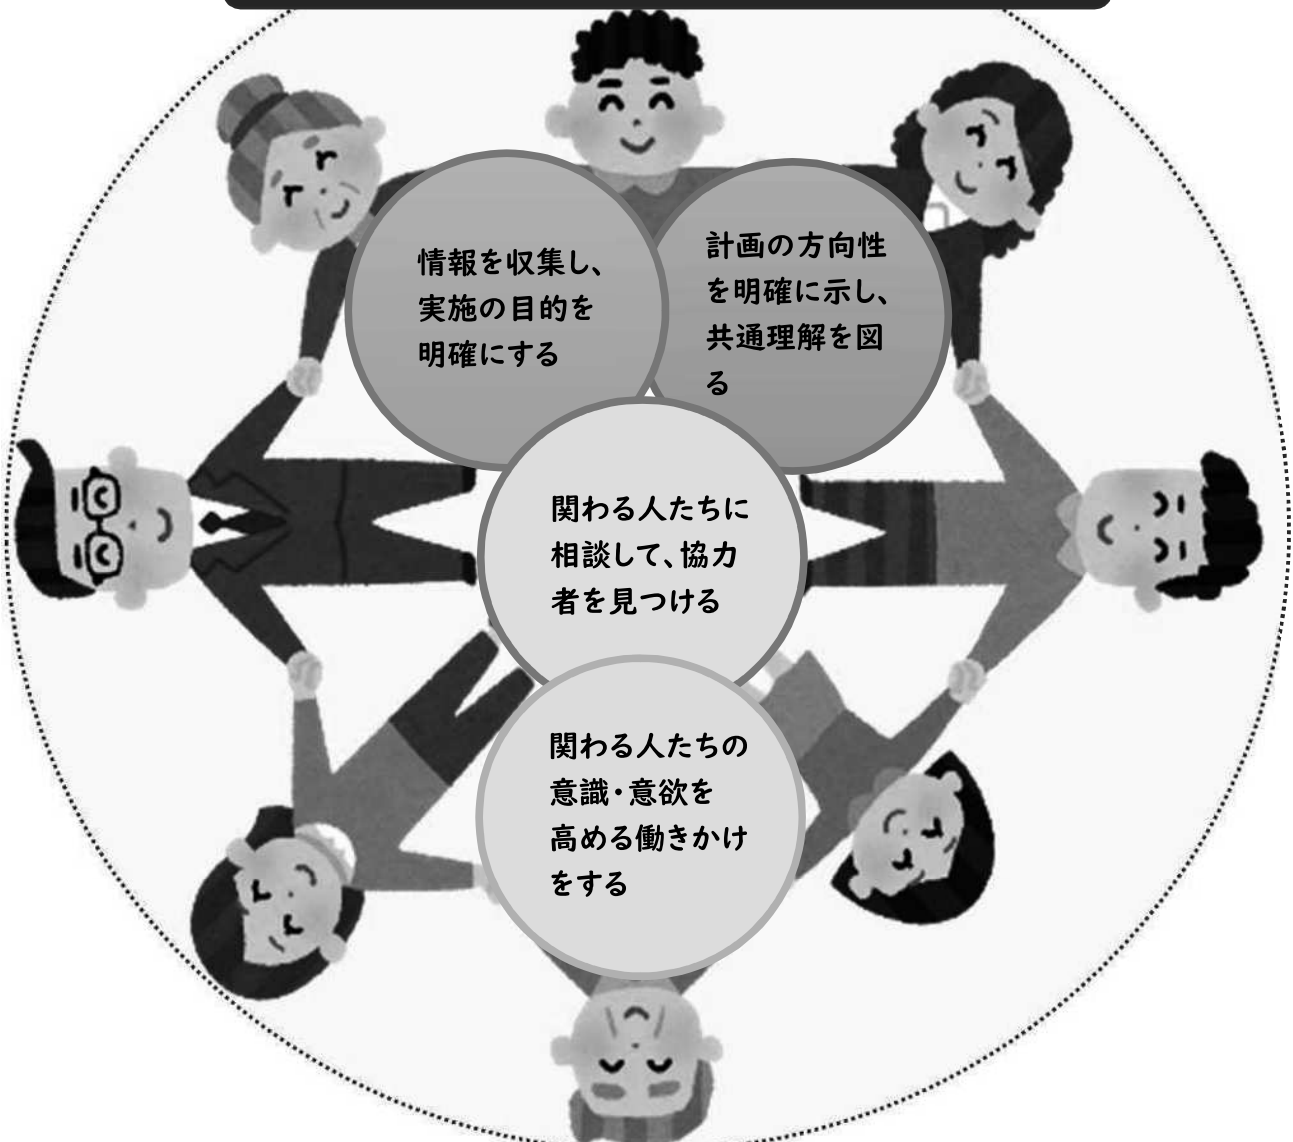 情報を収集し、
実施の目的を
明確にする
計画の方向性
を明確に示し、
共通理解を図
る
関わる人たちに
相談して、協力
者を見つける
関わる人たちの
意識・意欲を
高める働きかけ
をする